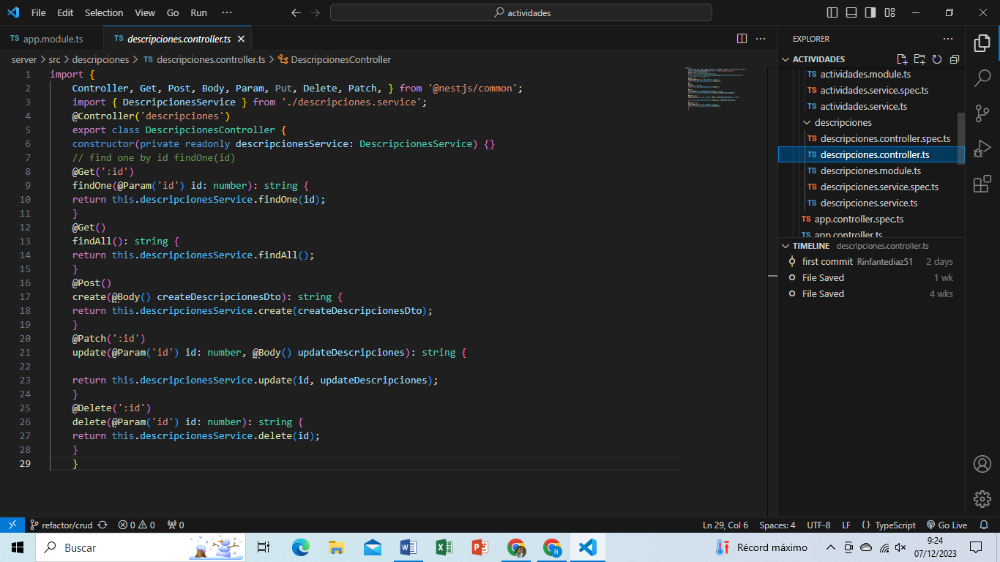 File Edit Selection View Go Run ··· actividades
TS app.module.ts TS descripciones.controller.ts
server > src > descripciones > TS descripciones.controller.ts > DescripcionesController
1 import {
2 Controller, Get, Post, Body, Param, Put, Delete, Patch, } from '@nestjs/common';
3 import { DescripcionesService } from './descripciones.service';
4 @Controller('descripciones')
5 export class DescripcionesController {
6 constructor(private readonly descripcionesService: DescripcionesService) {}
7 // find one by id findOne(id)
8 @Get(':id')
9 findOne(@Param('id') id: number): string {
10 return this.descripcionesService.findOne(id);
11 }
12 @Get()
13 findAll(): string {
14 return this.descripcionesService.findAll();
15 }
16 @Post()
17 create(@Body() createDescripcionesDto): string {
18 return this.descripcionesService.create(createDescripcionesDto);
19 }
20 @Patch(':id')
21 update(@Param('id') id: number, @Body() updateDescripciones): string {
22
23 return this.descripcionesService.update(id, updateDescripciones);
24 }
25 @Delete(':id')
26 delete(@Param('id') id: number): string {
27 return this.descripcionesService.delete(id);
28 }
29 }
EXPLORER
ACTIVIDADES
TS actividades.module.ts
TS actividades.service.spec.ts
TS actividades.service.ts
descripciones
TS descripciones.controller.spec.ts
TS descripciones.controller.ts
TS descripciones.module.ts
TS descripciones.service.spec.ts
TS descripciones.service.ts
TS app.controller.spec.ts
TS app.controller.ts
TIMELINE descripciones.controller.ts
first commit Rinfantediaz51 2 days
File Saved 1 wk
File Saved 4 wks
refactor/crud 0 0 0 Ln 29, Col 6 Spaces: 4 UTF-8 LF {} TypeScript Go Live
Buscar Récord máximo 9:24
07/12/2023